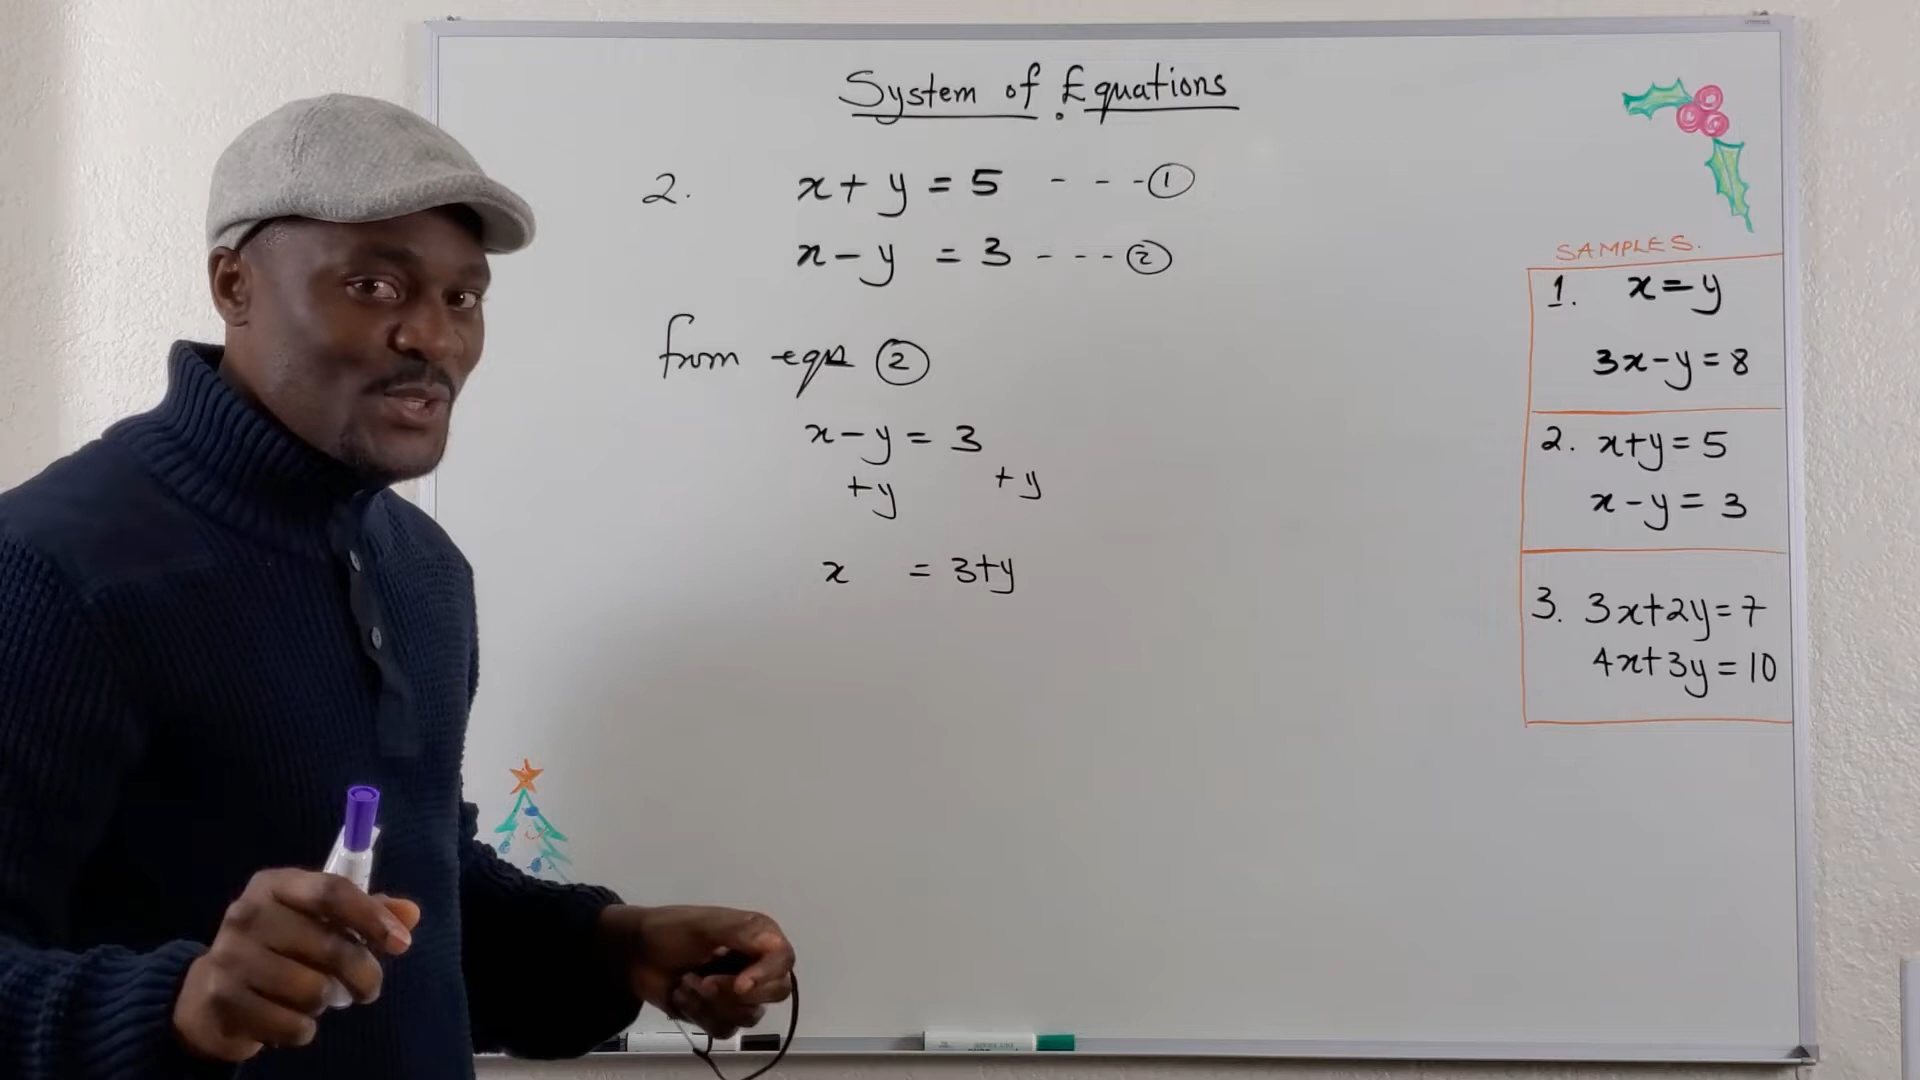 System of Equations
2. x + y = 5 - - - ①
x - y = 3 - - - ②
from eqn ②
x - y = 3
+y +y
x = 3+y
SAMPLES.
1. x = y
3x - y = 8
2. x+y = 5
x - y = 3
3. 3x+2y = 7
4x+3y = 10